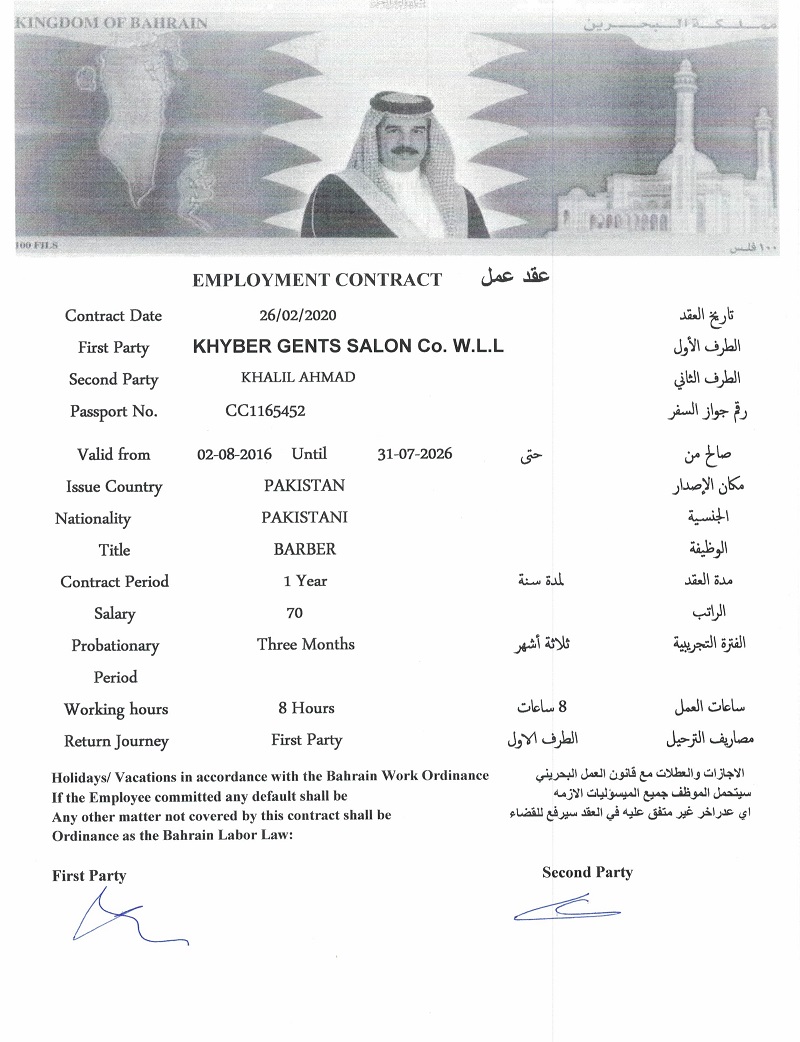 KINGDOM OF BAHRAIN مملكة البحرين
100 FILS ١٠٠ فلس
EMPLOYMENT CONTRACT عقد عمل
Contract Date 26/02/2020 تاريخ العقد
First Party KHYBER GENTS SALON Co. W.L.L الطرف الأول
Second Party KHALIL AHMAD الطرف الثاني
Passport No. CC1165452 رقم جواز السفر
Valid from 02-08-2016 Until 31-07-2026 حتى صالح من
Issue Country PAKISTAN مكان الإصدار
Nationality PAKISTANI الجنسية
Title BARBER الوظيفة
Contract Period 1 Year لمدة سنة مدة العقد
Salary 70 الراتب
Probationary Three Months ثلاثة أشهر الفترة التجريبية
Period
Working hours 8 Hours 8 ساعات ساعات العمل
Return Journey First Party الطرف الاول مصاريف الترحيل
Holidays/ Vacations in accordance with the Bahrain Work Ordinance الاجازات والعطلات مع قانون العمل البحريني
If the Employee committed any default shall be سيتحمل الموظف جميع الميسؤليات الازمه
Any other matter not covered by this contract shall be اي عدر اخر غير متفق عليه في العقد سيرفع للقضاء
Ordinance as the Bahrain Labor Law:
First Party Second Party